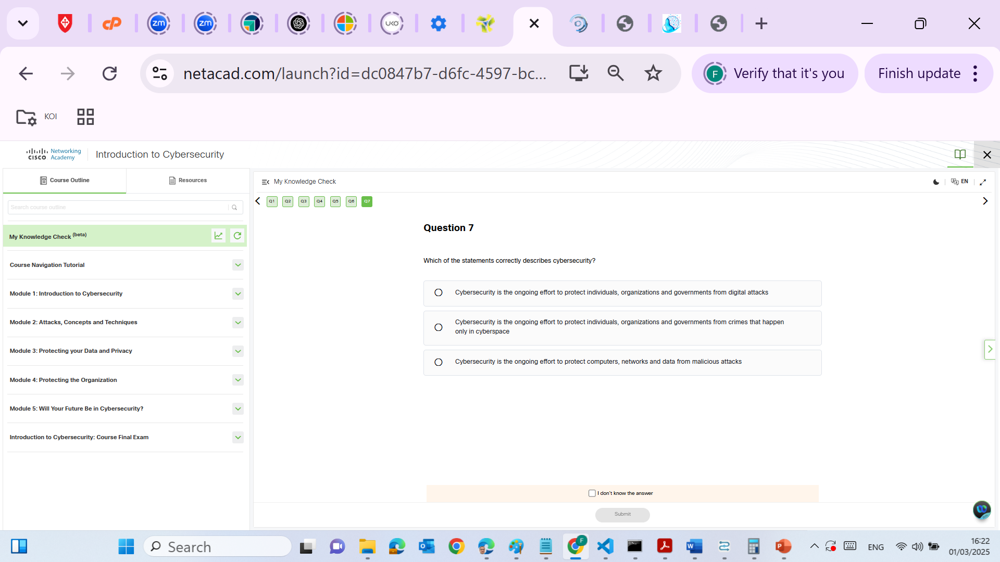 netacad.com/launch?id=dc0847b7-d6fc-4597-bc...
Verify that it's you
Finish update
KOI
CISCO Networking Academy
Introduction to Cybersecurity
Course Outline
Resources
My Knowledge Check
EN
Search course outline
Q1 Q2 Q3 Q4 Q5 Q6 Q7
My Knowledge Check (beta)
Course Navigation Tutorial
Module 1: Introduction to Cybersecurity
Module 2: Attacks, Concepts and Techniques
Module 3: Protecting your Data and Privacy
Module 4: Protecting the Organization
Module 5: Will Your Future Be in Cybersecurity?
Introduction to Cybersecurity: Course Final Exam
Question 7
Which of the statements correctly describes cybersecurity?
Cybersecurity is the ongoing effort to protect individuals, organizations and governments from digital attacks
Cybersecurity is the ongoing effort to protect individuals, organizations and governments from crimes that happen
only in cyberspace
Cybersecurity is the ongoing effort to protect computers, networks and data from malicious attacks
I don't know the answer
Submit
Search
ENG
16:22
01/03/2025